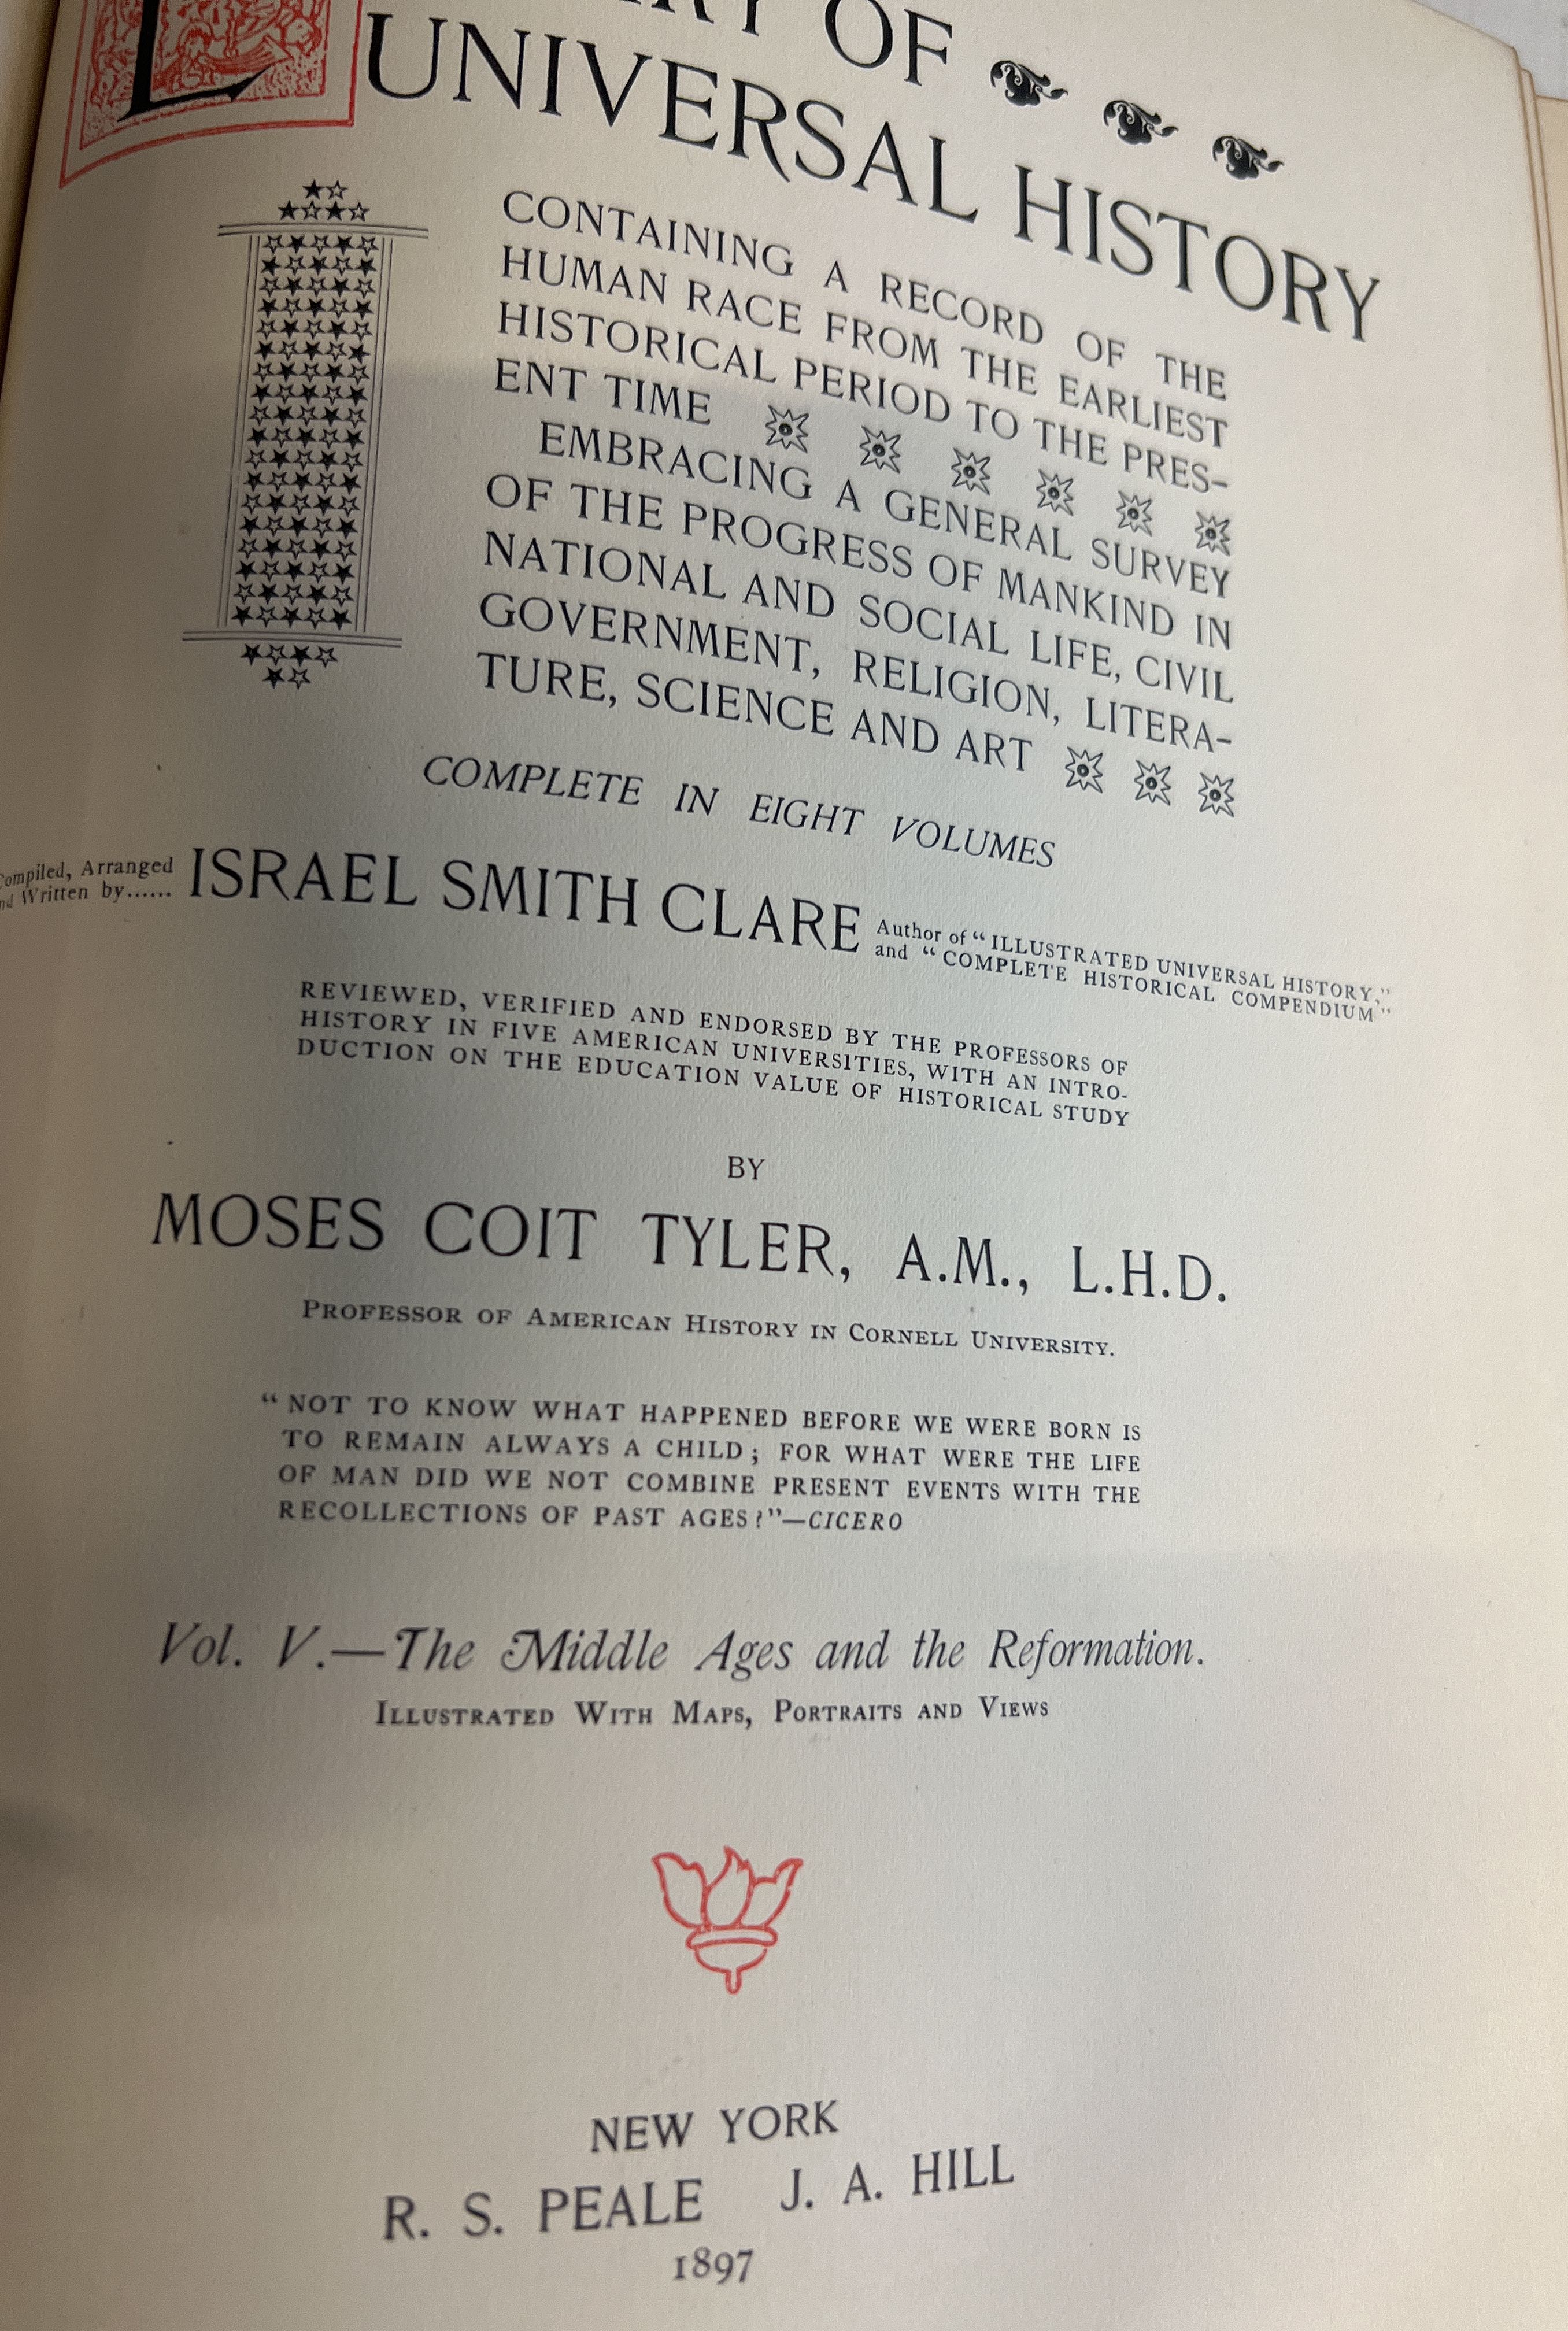 L OF
UNIVERSAL HISTORY
CONTAINING A RECORD OF THE
HUMAN RACE FROM THE EARLIEST
HISTORICAL PERIOD TO THE PRES-
ENT TIME
EMBRACING A GENERAL SURVEY
OF THE PROGRESS OF MANKIND IN
NATIONAL AND SOCIAL LIFE, CIVIL
GOVERNMENT, RELIGION, LITERA-
TURE, SCIENCE AND ART
COMPLETE IN EIGHT VOLUMES
Compiled, Arranged
and Written by......
ISRAEL SMITH CLARE
Author of “ILLUSTRATED UNIVERSAL HISTORY,”
and “COMPLETE HISTORICAL COMPENDIUM”
REVIEWED, VERIFIED AND ENDORSED BY THE PROFESSORS OF
HISTORY IN FIVE AMERICAN UNIVERSITIES, WITH AN INTRO-
DUCTION ON THE EDUCATION VALUE OF HISTORICAL STUDY
BY
MOSES COIT TYLER, A.M., L.H.D.
PROFESSOR OF AMERICAN HISTORY IN CORNELL UNIVERSITY.
“NOT TO KNOW WHAT HAPPENED BEFORE WE WERE BORN IS
TO REMAIN ALWAYS A CHILD; FOR WHAT WERE THE LIFE
OF MAN DID WE NOT COMBINE PRESENT EVENTS WITH THE
RECOLLECTIONS OF PAST AGES?”—CICERO
Vol. V.—The Middle Ages and the Reformation.
ILLUSTRATED WITH MAPS, PORTRAITS AND VIEWS
NEW YORK
R. S. PEALE J. A. HILL
1897